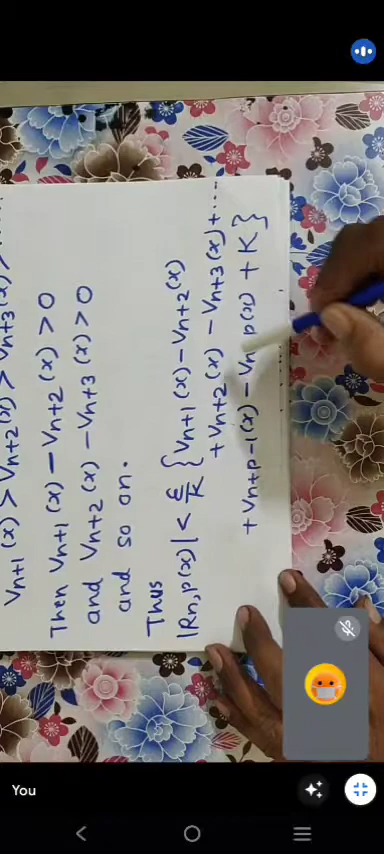 Vn+1(x) > Vn+2(x) > Vn+3(x) > ....
Then Vn+1(x) - Vn+2(x) > 0
and Vn+2(x) - Vn+3(x) > 0
and so on.
Thus
|Rn,p(x)| < ε/K { Vn+1(x) - Vn+2(x)
+ Vn+2(x) - Vn+3(x) + ...
+ Vn+p-1(x) - Vn p(x) + K }
You